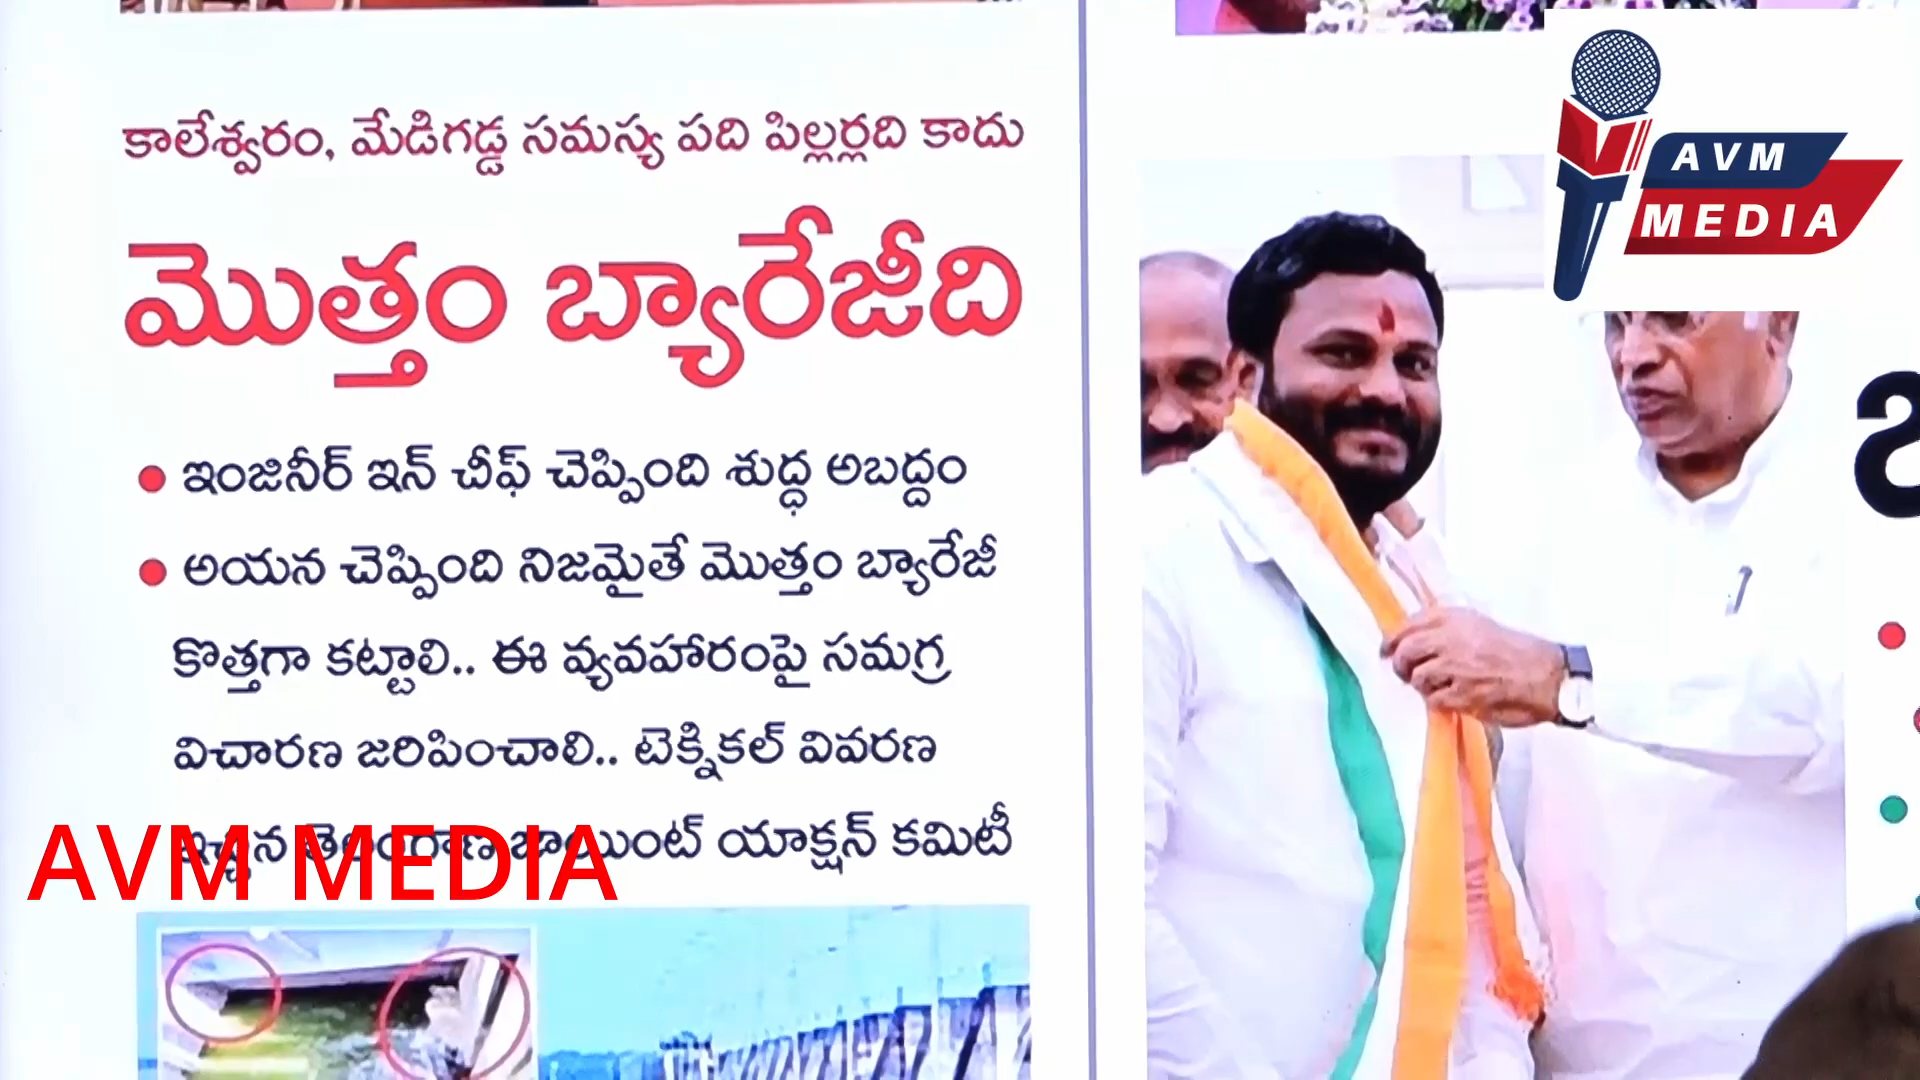 కాలేశ్వరం, మేడిగడ్డ సమస్య పది పిల్లర్లది కాదు
మొత్తం బ్యారేజీది
● ఇంజినీర్ ఇన్ చీఫ్ చెప్పింది శుద్ధ అబద్దం
● అయన చెప్పింది నిజమైతే మొత్తం బ్యారేజీ
కొత్తగా కట్టాలి.. ఈ వ్యవహారంపై సమగ్ర
విచారణ జరిపించాలి.. టెక్నికల్ వివరణ
ఇచ్చిన తెలంగాణ జాయింట్ యాక్షన్ కమిటీ
AVM MEDIA
AVM
MEDIA